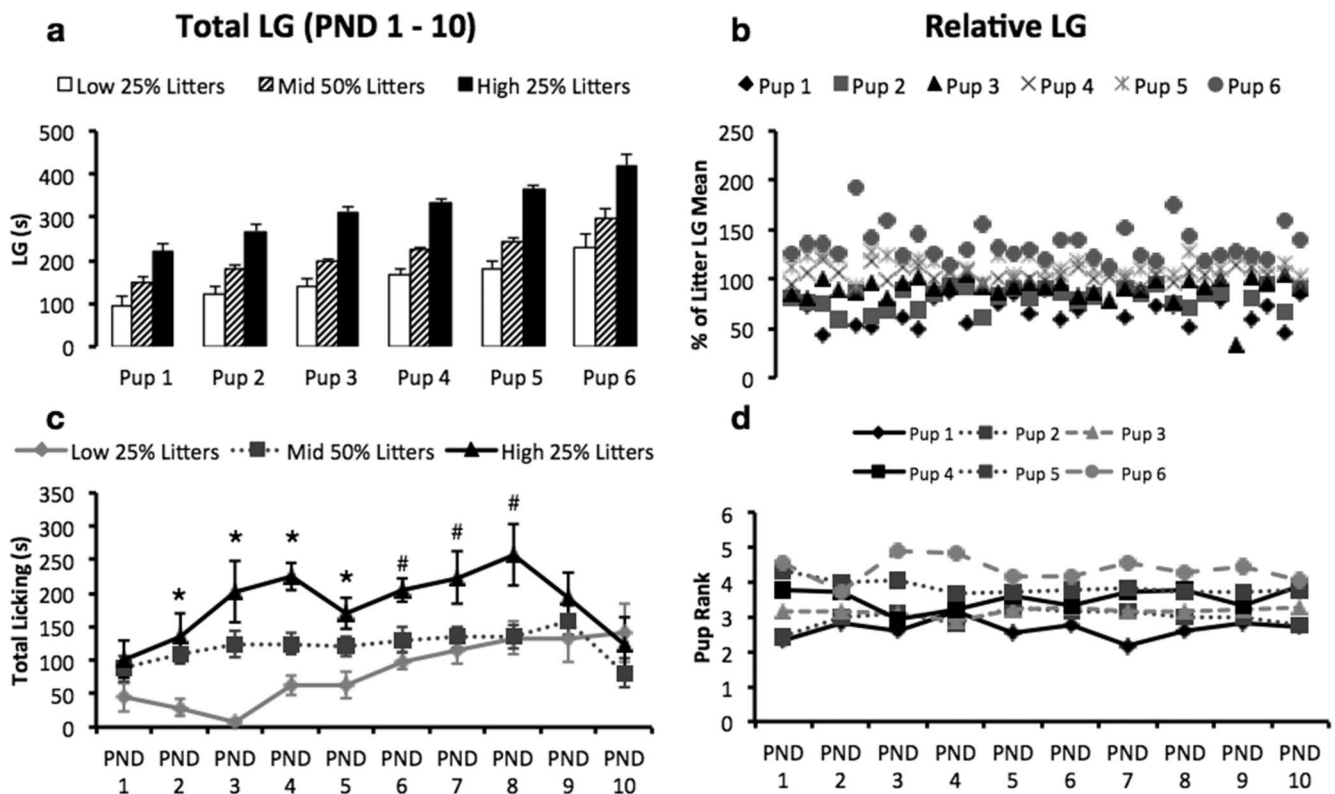 a Total LG (PND 1 - 10)
Low 25% Litters Mid 50% Litters High 25% Litters
LG (s)
500
400
300
200
100
0
Pup 1 Pup 2 Pup 3 Pup 4 Pup 5 Pup 6
b Relative LG
Pup 1 Pup 2 Pup 3 Pup 4 Pup 5 Pup 6
% of Litter LG Mean
250
200
150
100
50
0
c
Low 25% Litters Mid 50% Litters High 25% Litters
Total Licking (s)
350
300
250
200
150
100
50
0
* * * * # # #
PND PND PND PND PND PND PND PND PND PND
1 2 3 4 5 6 7 8 9 10
d
Pup 1 Pup 2 Pup 3
Pup 4 Pup 5 Pup 6
Pup Rank
6
5
4
3
2
1
0
PND PND PND PND PND PND PND PND PND PND
1 2 3 4 5 6 7 8 9 10